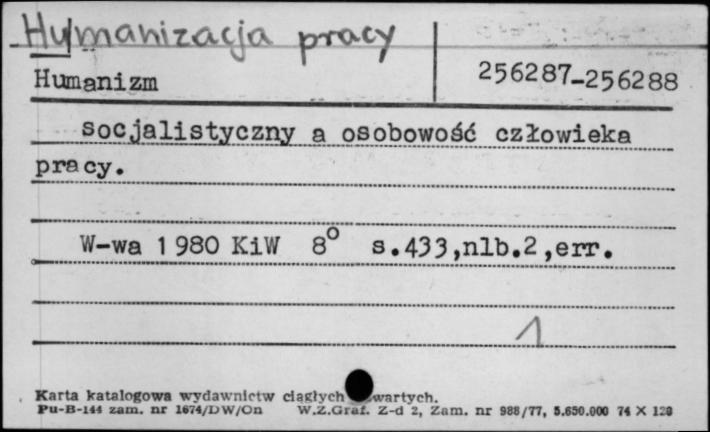 Humanizacja pracy
Humanizm 256287-256288
socjalistyczny a osobowość człowieka
pracy.
W-wa 1980 KiW 8° s.433,nlb.2,err.
1
Karta katalogowa wydawnictw ciągłych wartych.
Pu-B-144 zam. nr 1674/DW/On W.Z.Graf. Z-d 2, Zam. nr 988/77, 5.650.000 74 X 120